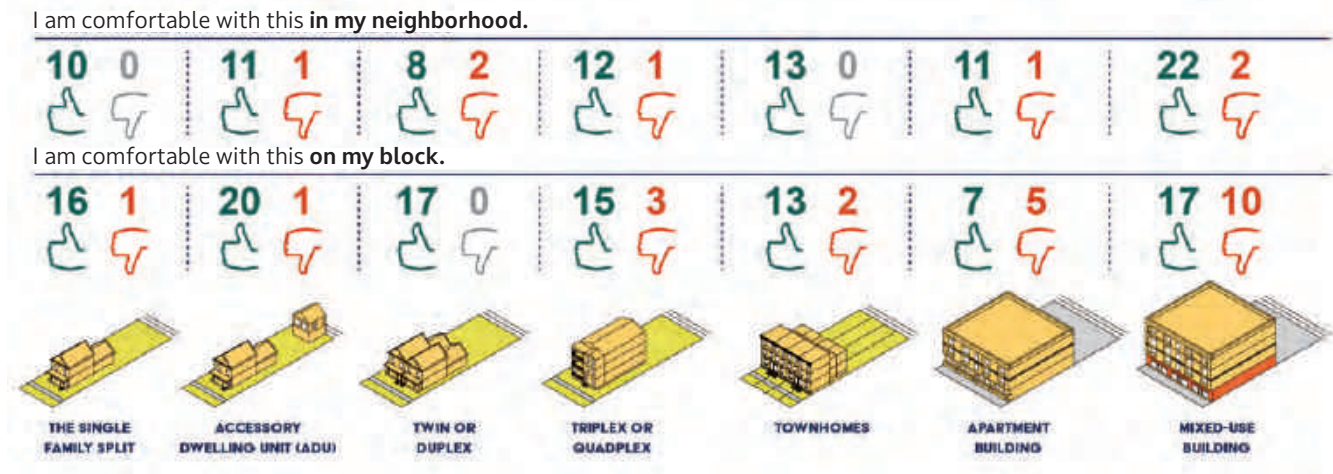 I am comfortable with this in my neighborhood.
10 0 11 1 8 2 12 1 13 0 11 1 22 2
I am comfortable with this on my block.
16 1 20 1 17 0 15 3 13 2 7 5 17 10
THE SINGLE FAMILY SPLIT
ACCESSORY DWELLING UNIT (ADU)
TWIN OR DUPLEX
TRIPLEX OR QUADPLEX
TOWNHOMES
APARTMENT BUILDING
MIXED-USE BUILDING